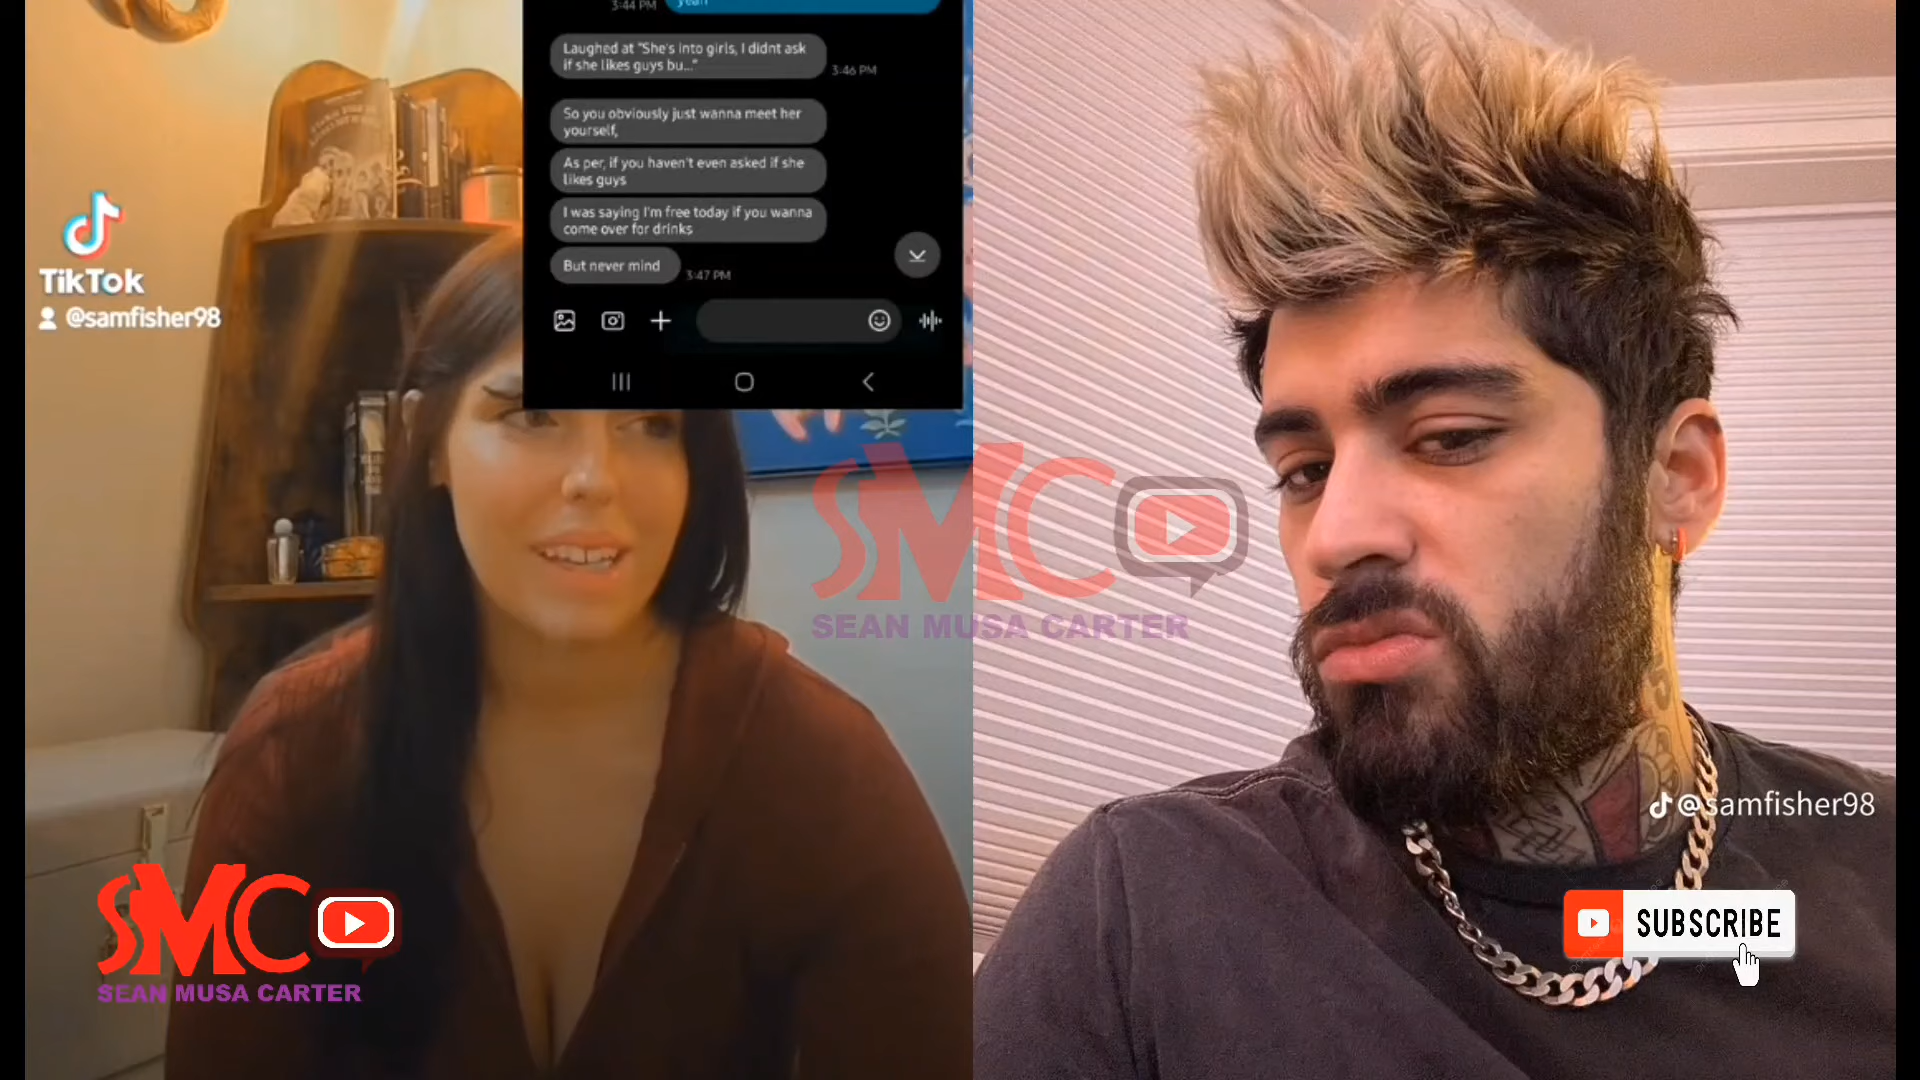 3:44 PM
yeah
Laughed at "She's into girls, I didnt ask
if she likes guys bu..."
3:46 PM
So you obviously just wanna meet her
yourself,
As per, if you haven't even asked if she
likes guys
I was saying I'm free today if you wanna
come over for drinks
But never mind
3:47 PM
TikTok
@samfisher98
SMC
SEAN MUSA CARTER
@samfisher98
SMC
SEAN MUSA CARTER
SUBSCRIBE